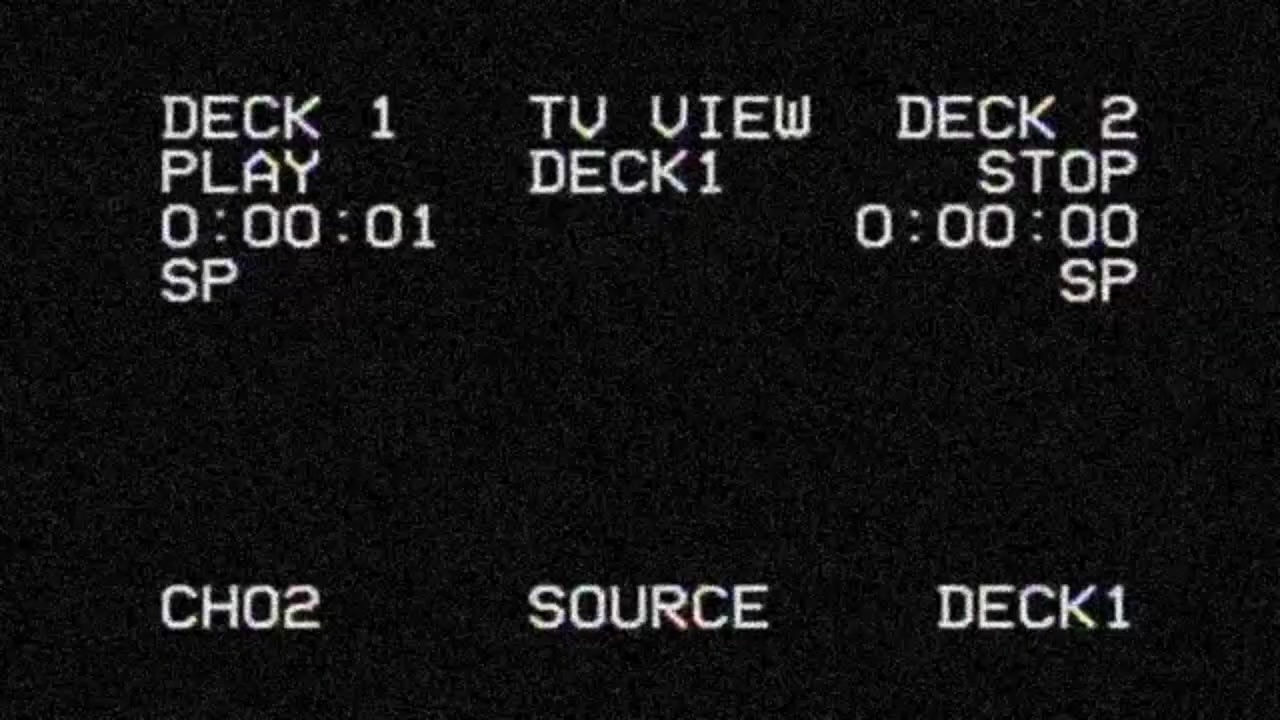 DECK 1 TV VIEW DECK 2
PLAY DECK1 STOP
0:00:01 0:00:00
SP SP
CH02 SOURCE DECK1